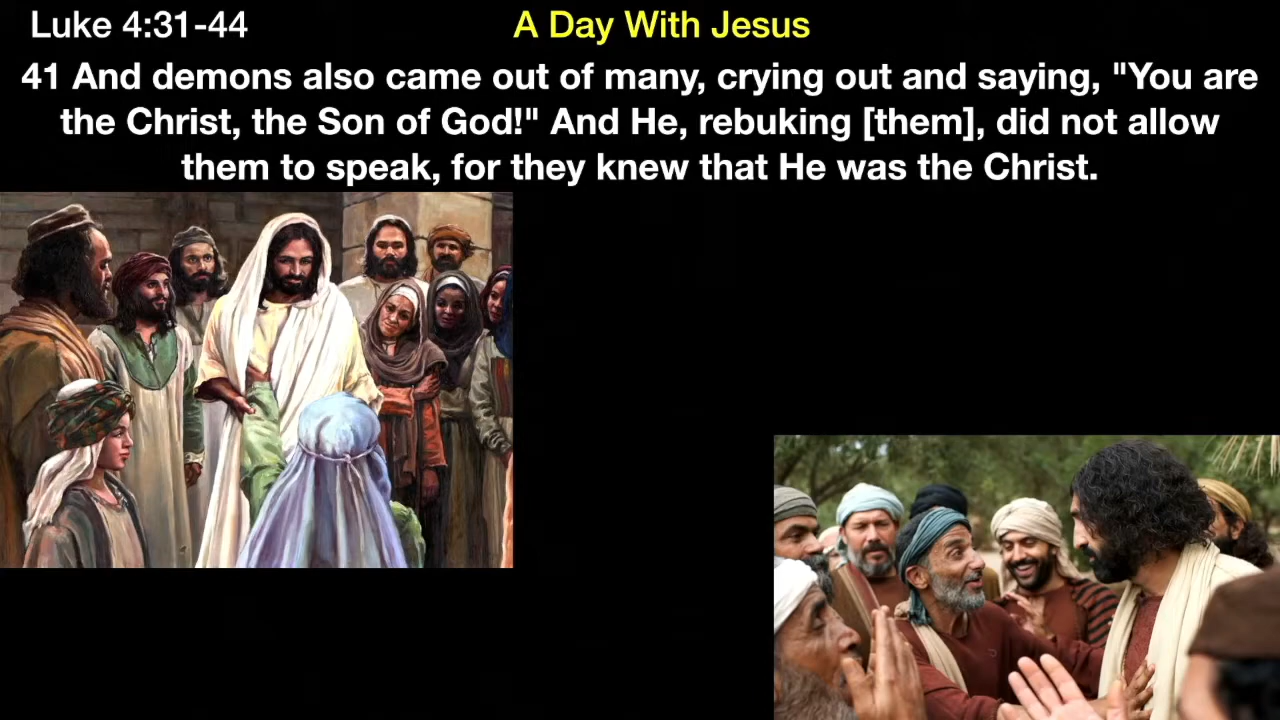 Luke 4:31-44
A Day With Jesus
41 And demons also came out of many, crying out and saying, "You are
the Christ, the Son of God!" And He, rebuking [them], did not allow
them to speak, for they knew that He was the Christ.